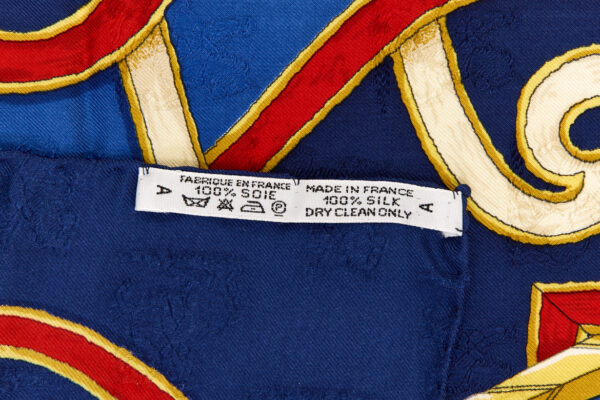 A
FABRIQUE EN FRANCE
100% SOIE
P
MADE IN FRANCE
100% SILK
DRY CLEAN ONLY
A